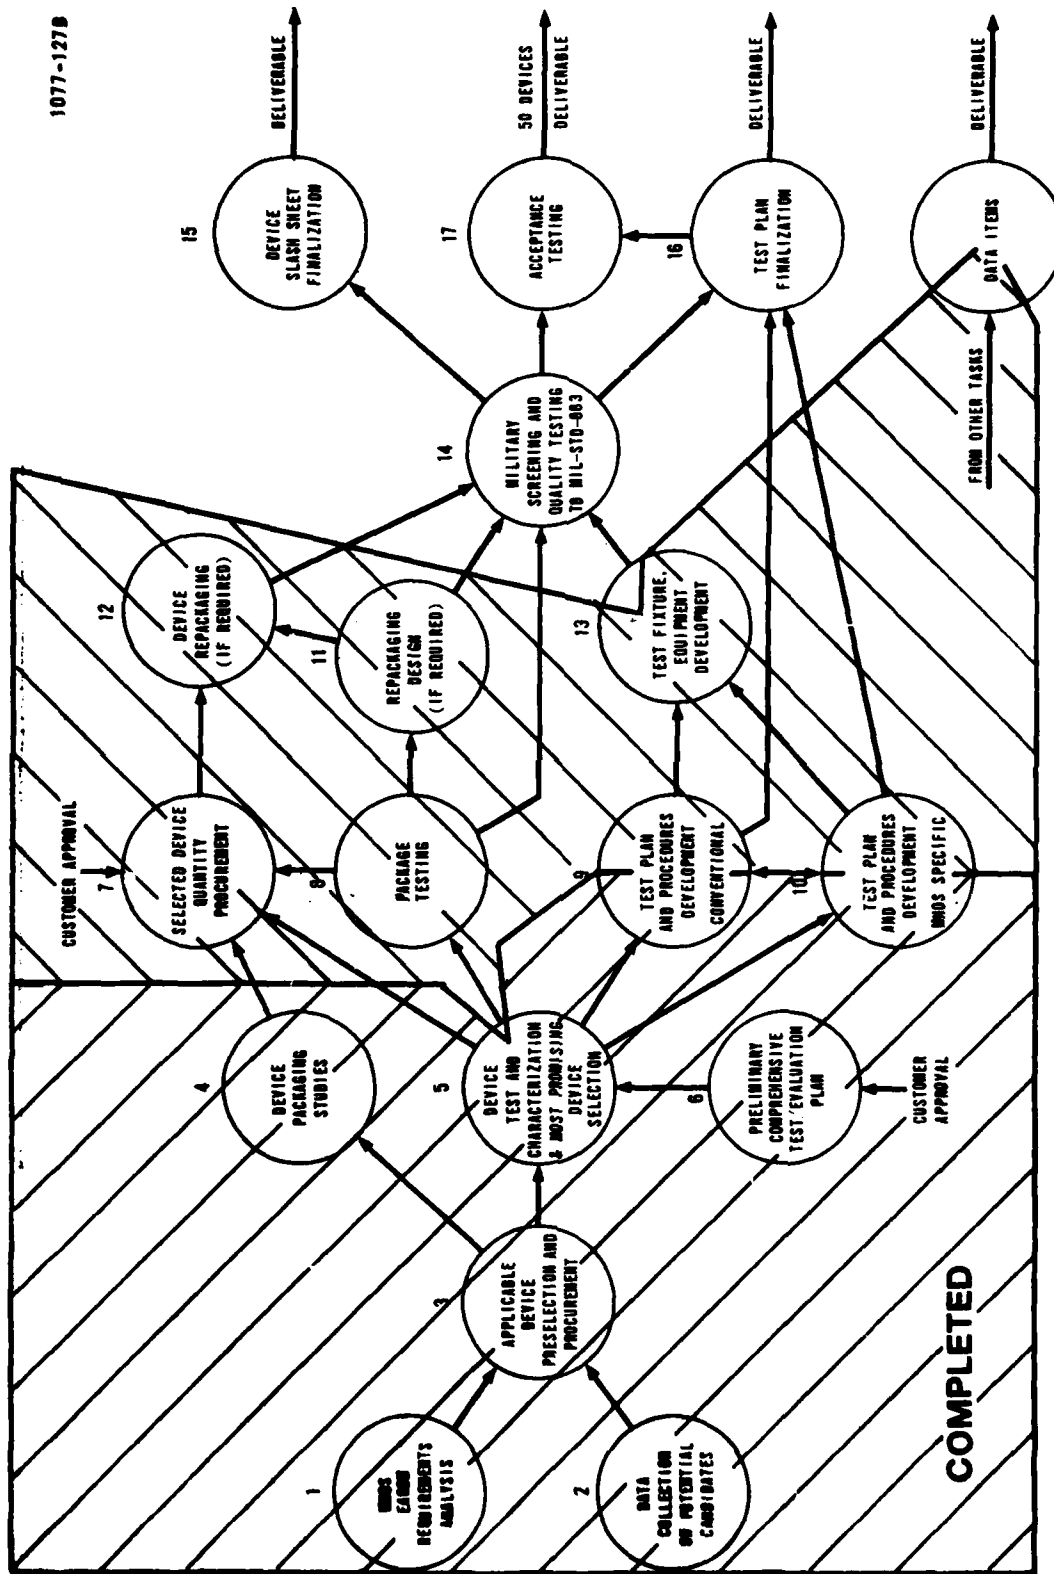 1077-127B
1
MNOS
EAROM
REQUIREMENTS
ANALYSIS
2
DATA
COLLECTION
ON POTENTIAL
CANDIDATES
3
APPLICABLE
DEVICE
PRESELECTION AND
PROCUREMENT
4
DEVICE
PACKAGING
STUDIES
5
DEVICE
TEST AND
CHARACTERIZATION
& MOST PROMISING
DEVICE
SELECTION
6
PRELIMINARY
COMPREHENSIVE
TEST/EVALUATION
PLAN
CUSTOMER
APPROVAL
CUSTOMER APPROVAL
7
SELECTED DEVICE
QUANTITY
PROCUREMENT
8
PACKAGE
TESTING
9
TEST PLAN
AND PROCEDURES
DEVELOPMENT
CONVENTIONAL
10
TEST PLAN
AND PROCEDURES
DEVELOPMENT
MNOS SPECIFIC
12
DEVICE
REPACKAGING
(IF REQUIRED)
11
REPACKAGING
DESIGN
(IF REQUIRED)
13
TEST FIXTURE,
EQUIPMENT
DEVELOPMENT
14
MILITARY
SCREENING AND
QUALITY TESTING
TO MIL-STD-883
15
DEVICE
SLASH SHEET
FINALIZATION
DELIVERABLE
17
ACCEPTANCE
TESTING
50 DEVICES
DELIVERABLE
16
TEST PLAN
FINALIZATION
DELIVERABLE
FROM OTHER TASKS
DATA ITEMS
DELIVERABLE
COMPLETED